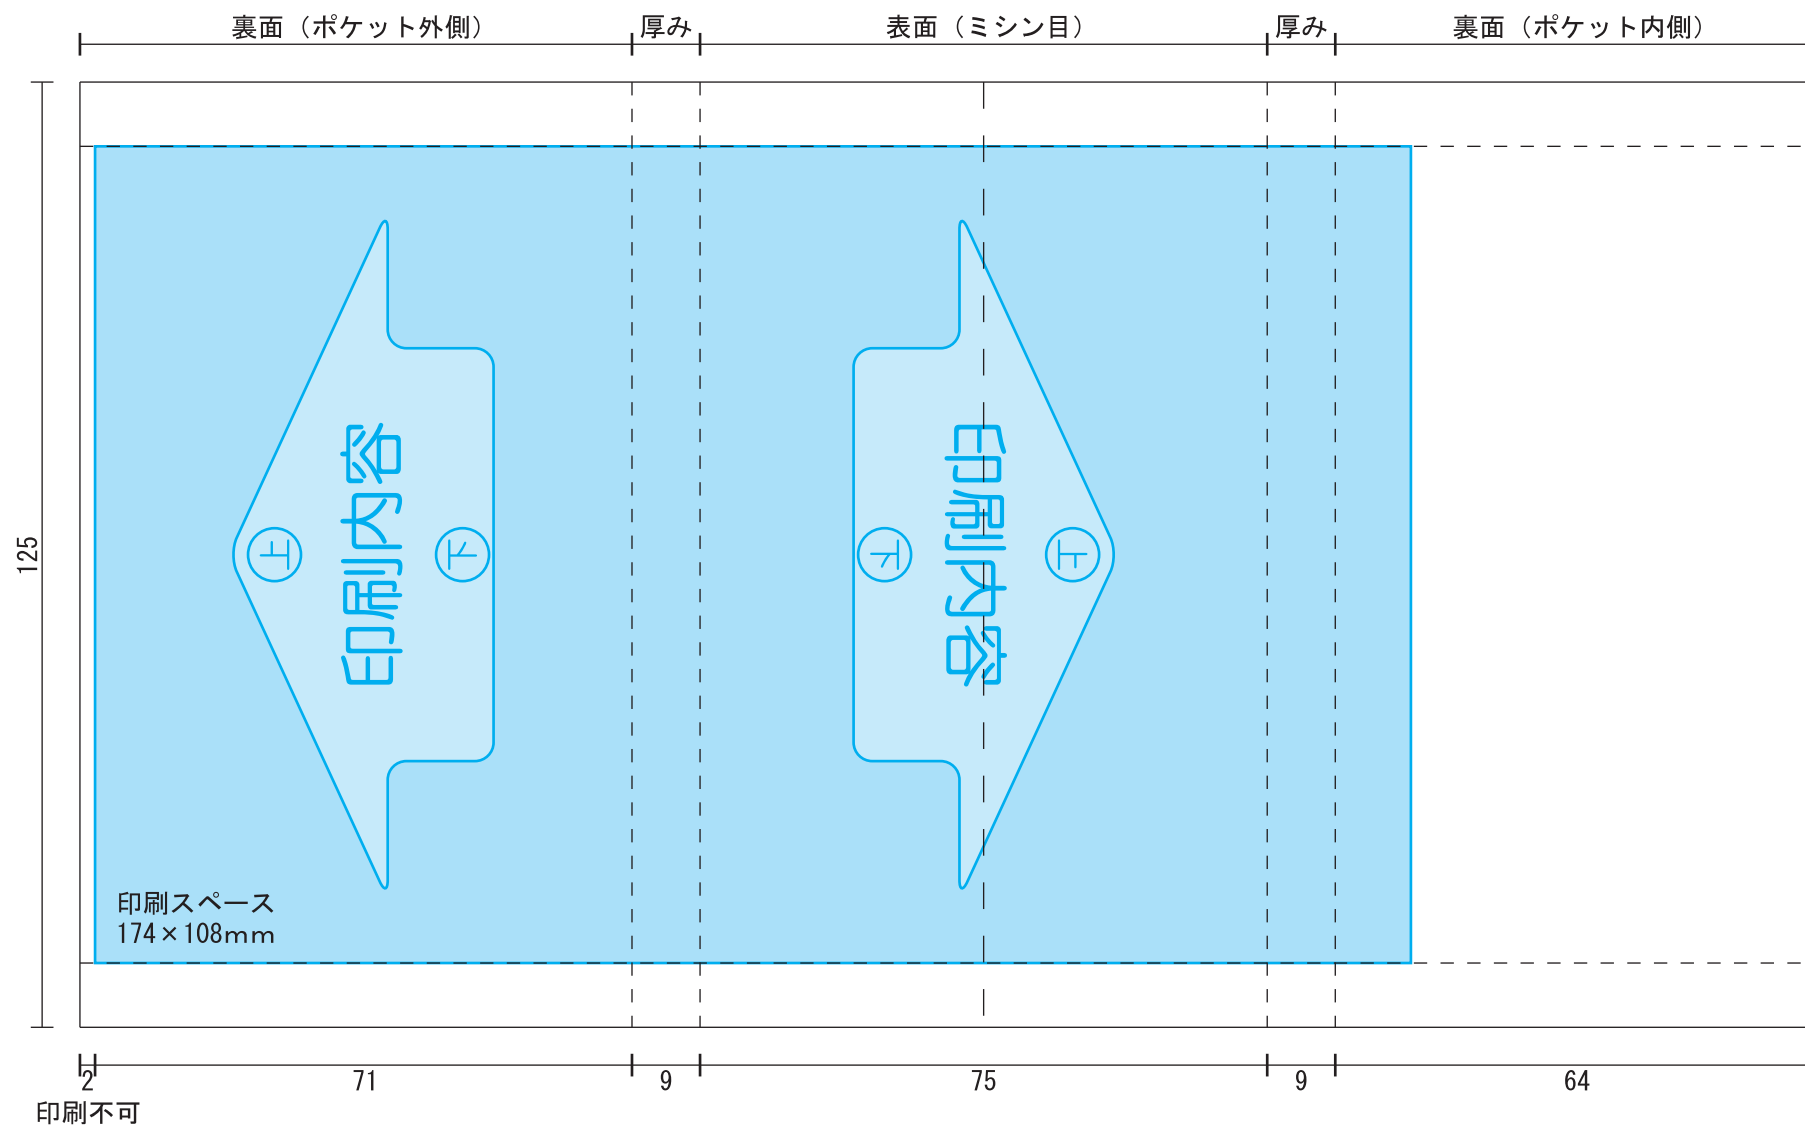 裏面（ポケット外側）
厚み
表面（ミシン目）
厚み
裏面（ポケット内側）
125
印刷内容
上
下
印刷内容
下
上
印刷スペース
174×108mm
2
71
9
75
9
64
印刷不可